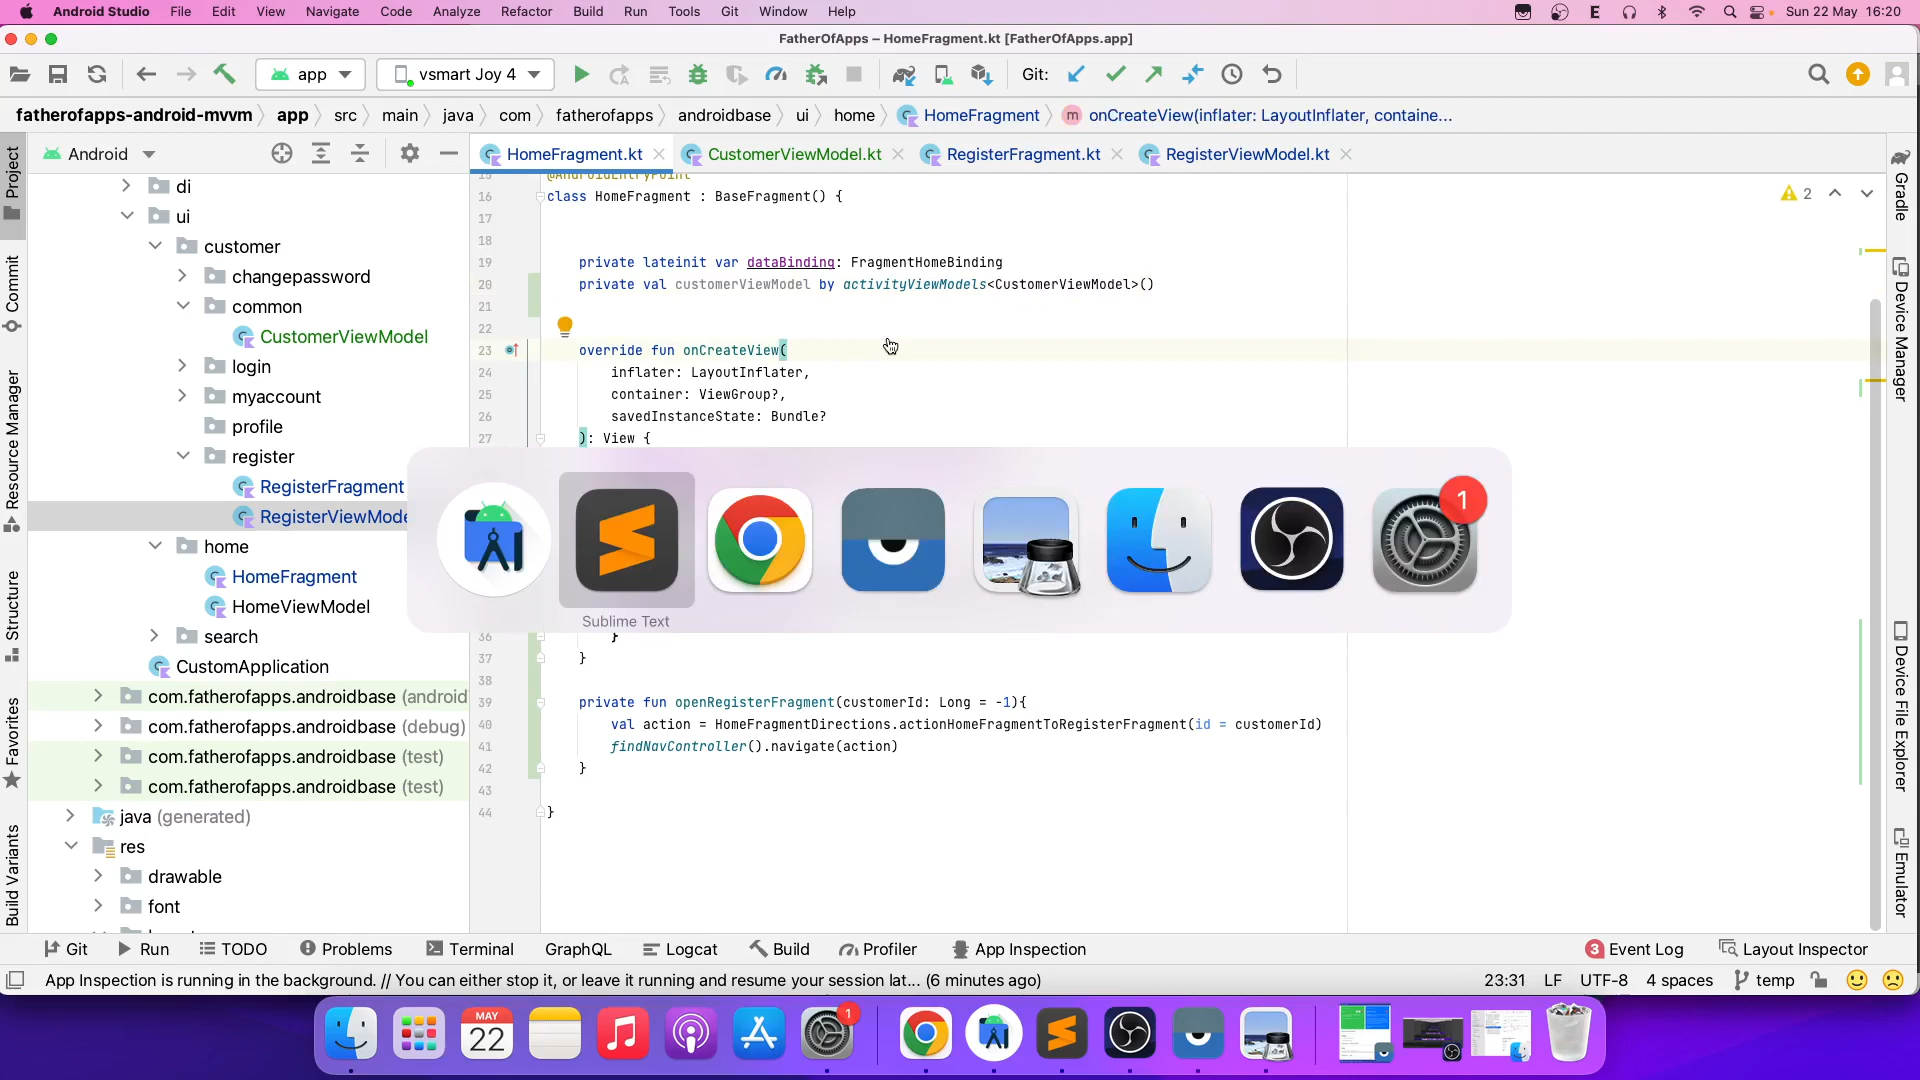 Android Studio File Edit View Navigate Code Analyze Refactor Build Run Tools Git Window Help E Sun 22 May 16:20
FatherOfApps – HomeFragment.kt [FatherOfApps.app]
app vsmart Joy 4 Git:
fatherofapps-android-mvvm app src main java com fatherofapps androidbase ui home HomeFragment m onCreateView(inflater: LayoutInflater, containe...
Android HomeFragment.kt CustomerViewModel.kt RegisterFragment.kt RegisterViewModel.kt
Project
Commit
Resource Manager
Structure
Favorites
Build Variants
di
ui
customer
changepassword
common
CustomerViewModel
login
myaccount
profile
register
RegisterFragment
RegisterViewMode
home
HomeFragment
HomeViewModel
search
CustomApplication
com.fatherofapps.androidbase (android
com.fatherofapps.androidbase (debug)
com.fatherofapps.androidbase (test)
com.fatherofapps.androidbase (test)
java (generated)
res
drawable
font
15 @AndroidEntryPoint
16 class HomeFragment : BaseFragment() {
17
18
19 private lateinit var dataBinding: FragmentHomeBinding
20 private val customerViewModel by activityViewModels<CustomerViewModel>()
21
22
23 override fun onCreateView(
24 inflater: LayoutInflater,
25 container: ViewGroup?,
26 savedInstanceState: Bundle?
27 ): View {
36 }
37 }
38
39 private fun openRegisterFragment(customerId: Long = -1){
40 val action = HomeFragmentDirections.actionHomeFragmentToRegisterFragment(id = customerId)
41 findNavController().navigate(action)
42 }
43
44 }
2
1
Sublime Text
Gradle
Device Manager
Device File Explorer
Emulator
Git Run TODO Problems Terminal GraphQL Logcat Build Profiler App Inspection 3 Event Log Layout Inspector
App Inspection is running in the background. // You can either stop it, or leave it running and resume your session lat... (6 minutes ago) 23:31 LF UTF-8 4 spaces temp
MAY
22
1